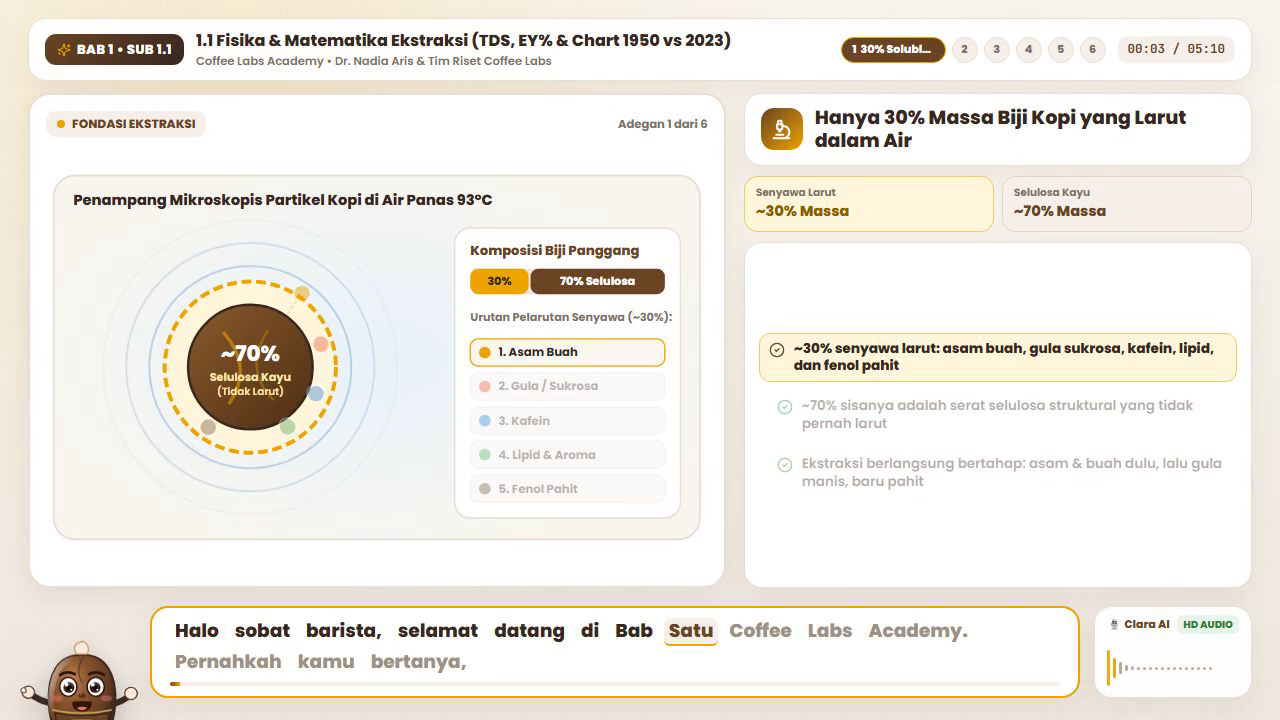 BAB 1 • SUB 1.1
1.1 Fisika & Matematika Ekstraksi (TDS, EY% & Chart 1950 vs 2023)
Coffee Labs Academy • Dr. Nadia Aris & Tim Riset Coffee Labs
1 30% Solubl...
2
3
4
5
6
00:03 / 05:10
FONDASI EKSTRAKSI
Adegan 1 dari 6
Penampang Mikroskopis Partikel Kopi di Air Panas 93°C
~70%
Selulosa Kayu
(Tidak Larut)
Komposisi Biji Panggang
30%
70% Selulosa
Urutan Pelarutan Senyawa (~30%):
1. Asam Buah
2. Gula / Sukrosa
3. Kafein
4. Lipid & Aroma
5. Fenol Pahit
Hanya 30% Massa Biji Kopi yang Larut
dalam Air
Senyawa Larut
~30% Massa
Selulosa Kayu
~70% Massa
~30% senyawa larut: asam buah, gula sukrosa, kafein, lipid,
dan fenol pahit
~70% sisanya adalah serat selulosa struktural yang tidak
pernah larut
Ekstraksi berlangsung bertahap: asam & buah dulu, lalu gula
manis, baru pahit
Halo sobat barista, selamat datang di Bab Satu Coffee Labs Academy.
Pernahkah kamu bertanya,
Clara AI
HD AUDIO